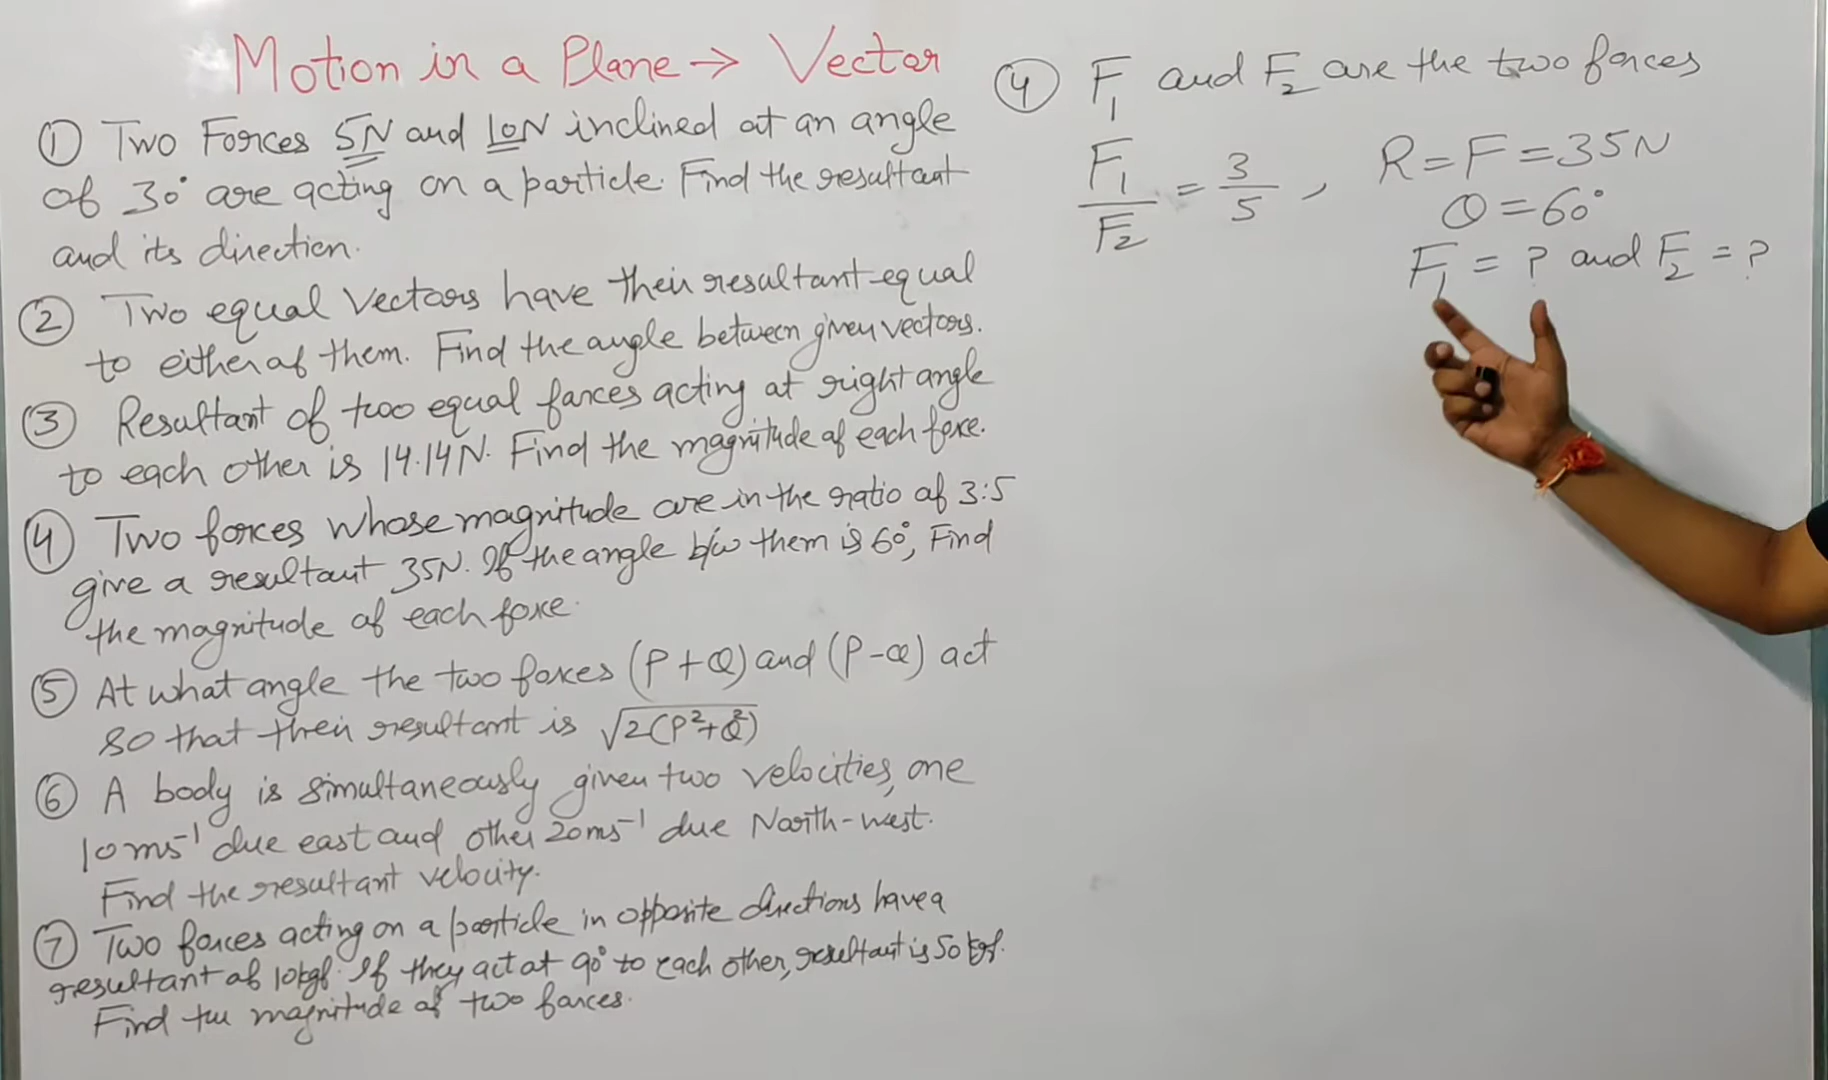 Motion in a Plane → Vector
① Two Forces 5N and 10N inclined at an angle
of 30° are acting on a particle. Find the resultant
and its direction.
② Two equal Vectors have their resultant equal
to either of them. Find the angle between given vectors.
③ Resultant of two equal forces acting at right angle
to each other is 14.14N. Find the magnitude of each force.
④ Two forces whose magnitude are in the ratio of 3:5
give a resultant 35N. If the angle b/w them is 60°, Find
the magnitude of each force.
⑤ At what angle the two forces (P+Q) and (P-Q) act
so that their resultant is √2(P²+Q²)
⑥ A body is simultaneously given two velocities, one
10 ms⁻¹ due east and other 20 ms⁻¹ due North-west.
Find the resultant velocity.
⑦ Two forces acting on a particle in opposite directions have a
resultant of 10kgf. If they act at 90° to each other, resultant is 50 kgf.
Find the magnitude of two forces.
④ F₁ and F₂ are the two forces
F₁/F₂ = 3/5, R = F = 35N
θ = 60°
F₁ = ? and F₂ = ?